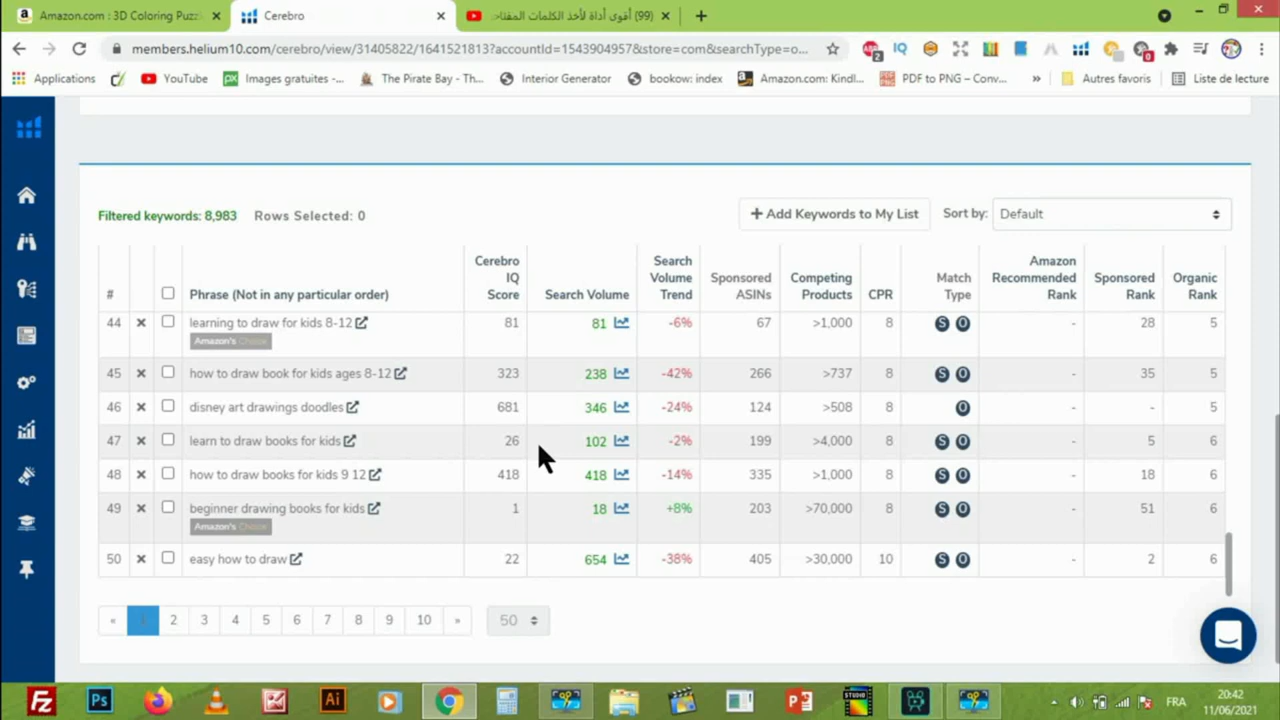 Amazon.com : 3D Coloring Puzz
Cerebro
(99) أقوى أداة لأخذ الكلمات المفتاح
members.helium10.com/cerebro/view/31405822/1641521813?accountId=1543904957&store=com&searchType=o...
Applications
YouTube
Images gratuites -...
The Pirate Bay - Th...
Interior Generator
bookow: index
Amazon.com: Kindl...
PDF to PNG – Conv...
»
Autres favoris
Liste de lecture
Filtered keywords: 8,983 Rows Selected: 0
+ Add Keywords to My List
Sort by: Default
# Phrase (Not in any particular order) Cerebro IQ Score Search Volume Search Volume Trend Sponsored ASINs Competing Products CPR Match Type Amazon Recommended Rank Sponsored Rank Organic Rank
44 learning to draw for kids 8-12 81 81 -6% 67 >1,000 8 S O - 28 5
Amazon's Choice
45 how to draw book for kids ages 8-12 323 238 -42% 266 >737 8 S O - 35 5
46 disney art drawings doodles 681 346 -24% 124 >508 8 O - - 5
47 learn to draw books for kids 26 102 -2% 199 >4,000 8 S O - 5 6
48 how to draw books for kids 9 12 418 418 -14% 335 >1,000 8 S O - 18 6
49 beginner drawing books for kids 1 18 +8% 203 >70,000 8 S O - 51 6
Amazon's Choice
50 easy how to draw 22 654 -38% 405 >30,000 10 S O - 2 6
« 1 2 3 4 5 6 7 8 9 10 » 50
Fz
Ps
Ai
STUDIO
FRA
20:42
11/06/2021